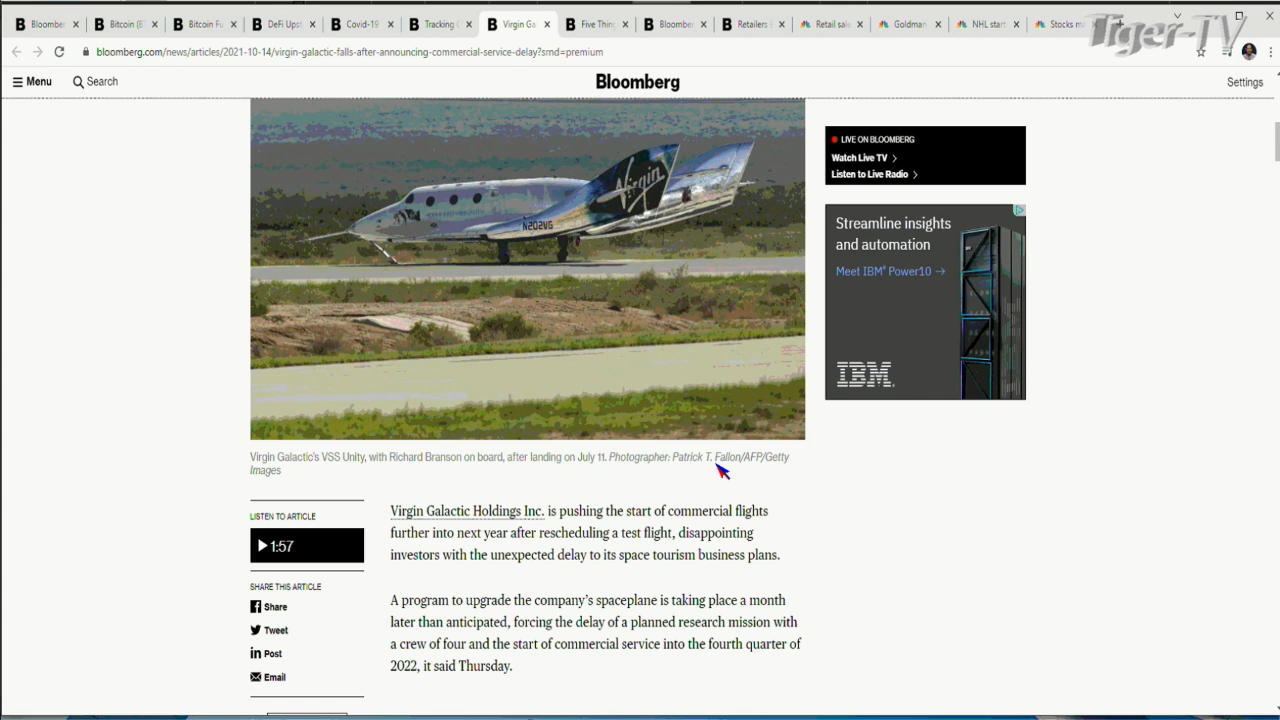 Bloomber
Bitcoin (B
Bitcoin Fu
DeFi Upst
Covid-19
Tracking
Virgin Ga
Five Thing
Bloomber
Retailers
Retail sale
Goldman
NHL start
Stocks m
Tiger-TV
bloomberg.com/news/articles/2021-10-14/virgin-galactic-falls-after-announcing-commercial-service-delay?srnd=premium
Menu
Search
Bloomberg
Settings
Virgin
N202VG
LIVE ON BLOOMBERG
Watch Live TV
Listen to Live Radio
Streamline insights
and automation
Meet IBM® Power10 →
IBM.
Virgin Galactic's VSS Unity, with Richard Branson on board, after landing on July 11. Photographer: Patrick T. Fallon/AFP/Getty
Images
LISTEN TO ARTICLE
1:57
SHARE THIS ARTICLE
Share
Tweet
Post
Email
Virgin Galactic Holdings Inc. is pushing the start of commercial flights
further into next year after rescheduling a test flight, disappointing
investors with the unexpected delay to its space tourism business plans.
A program to upgrade the company's spaceplane is taking place a month
later than anticipated, forcing the delay of a planned research mission with
a crew of four and the start of commercial service into the fourth quarter of
2022, it said Thursday.